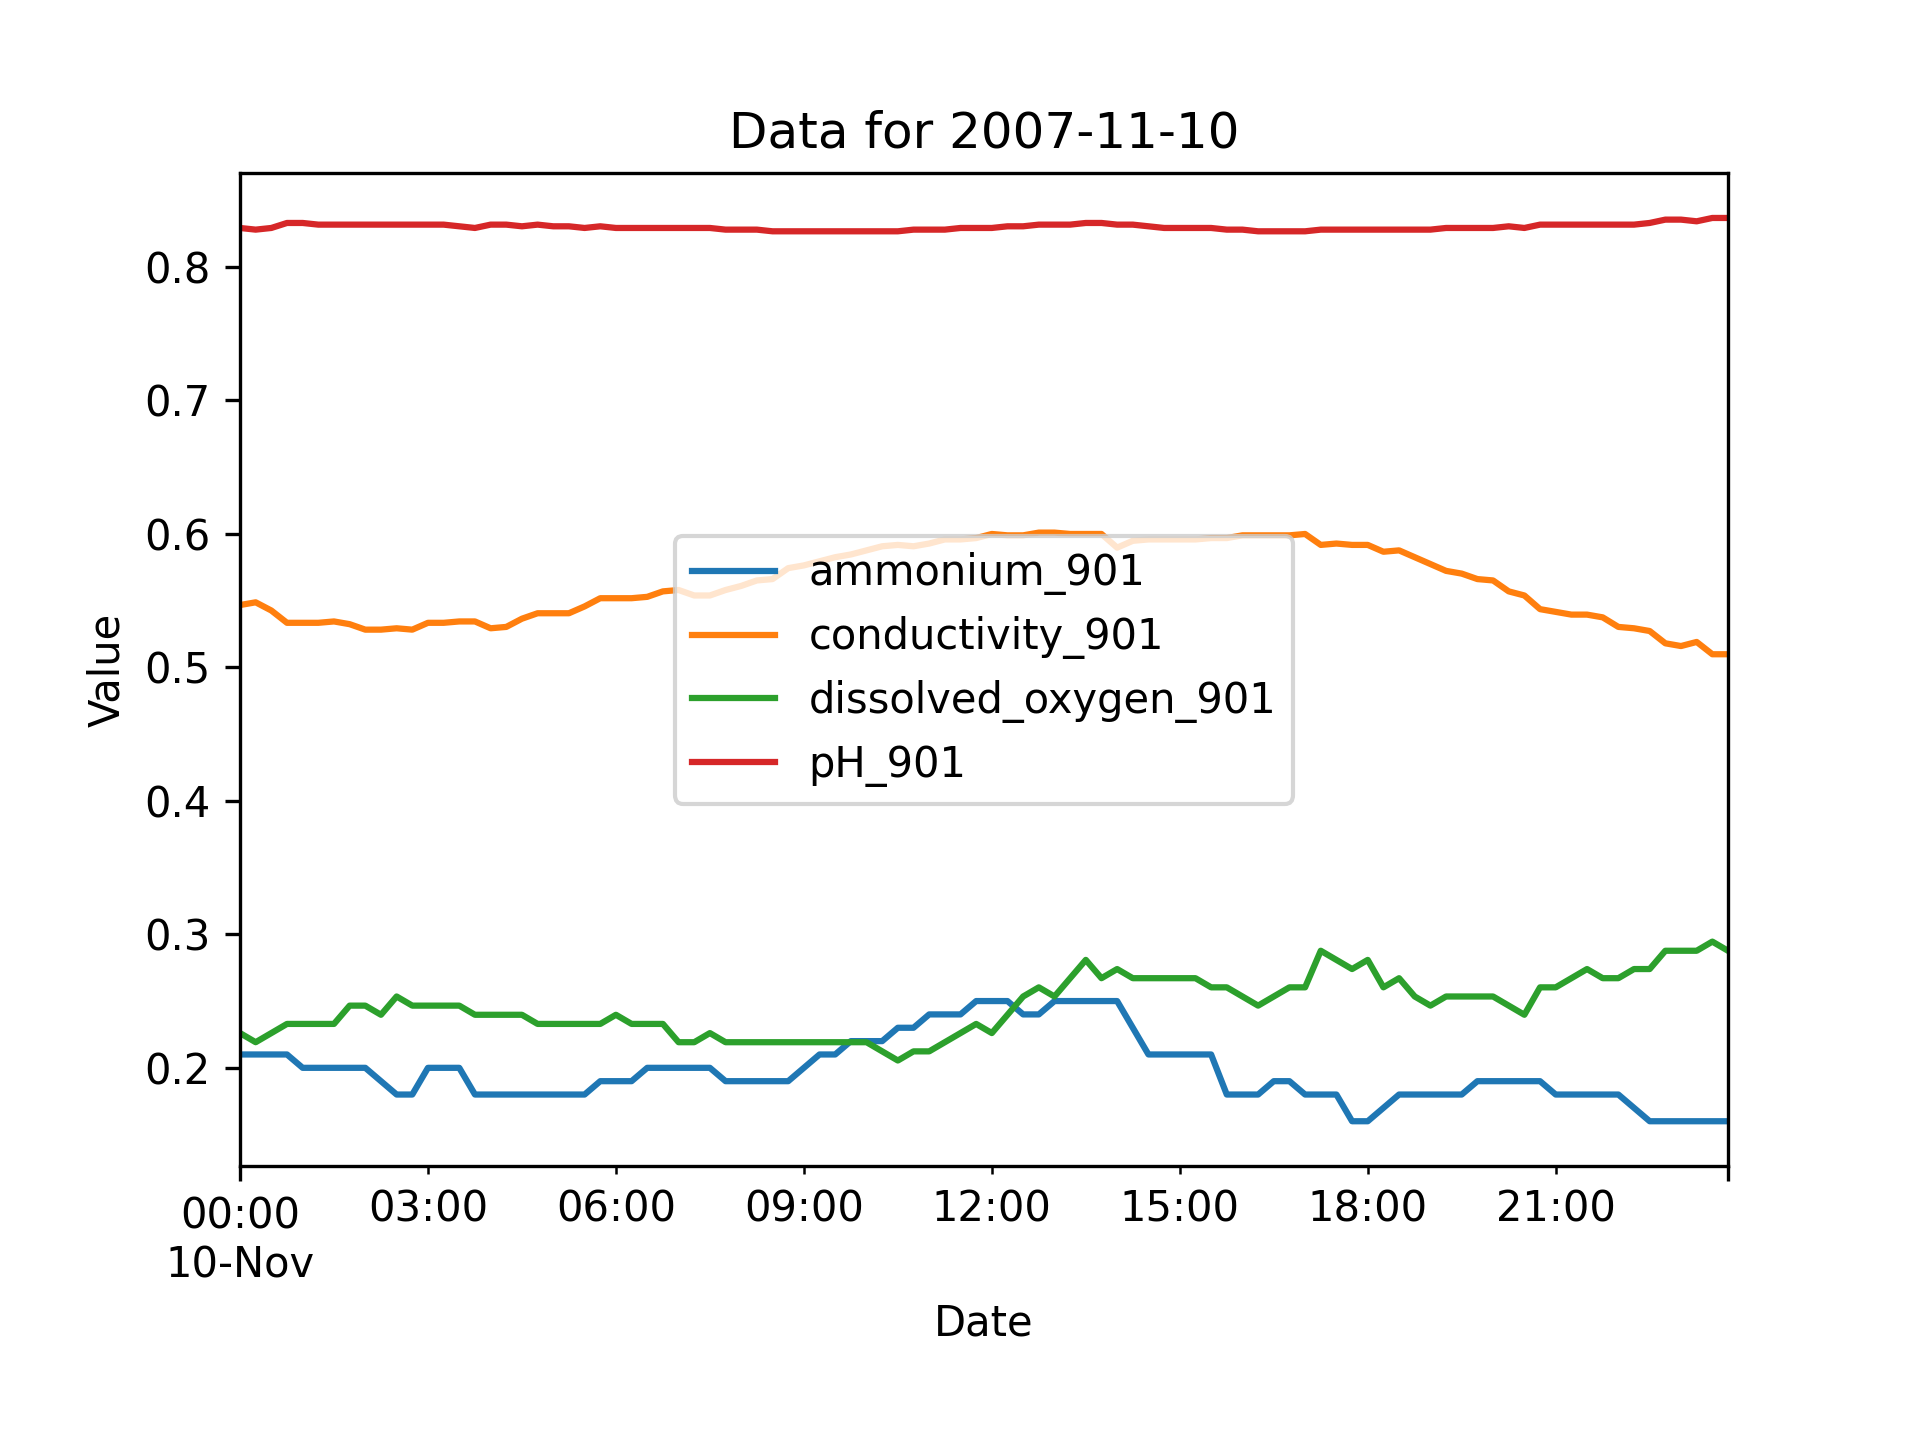 Data for 2007-11-10
0.8
0.7
0.6
0.5
0.4
0.3
0.2
Value
ammonium_901
conductivity_901
dissolved_oxygen_901
pH_901
00:00 03:00 06:00 09:00 12:00 15:00 18:00 21:00
10-Nov
Date